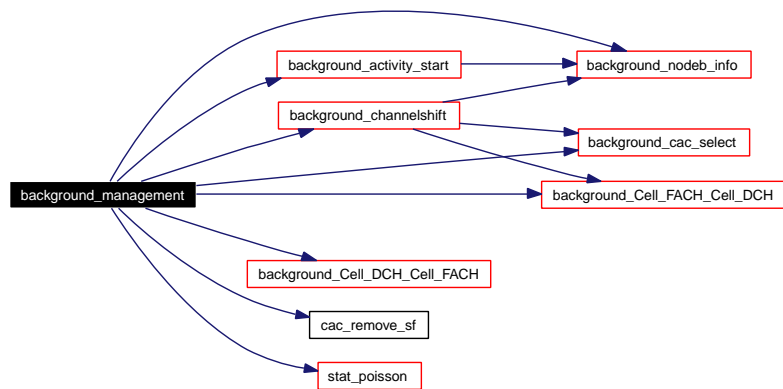 background_activity_start
background_nodeb_info
background_channelshift
background_cac_select
background_management
background_Cell_FACH_Cell_DCH
background_Cell_DCH_Cell_FACH
cac_remove_sf
stat_poisson